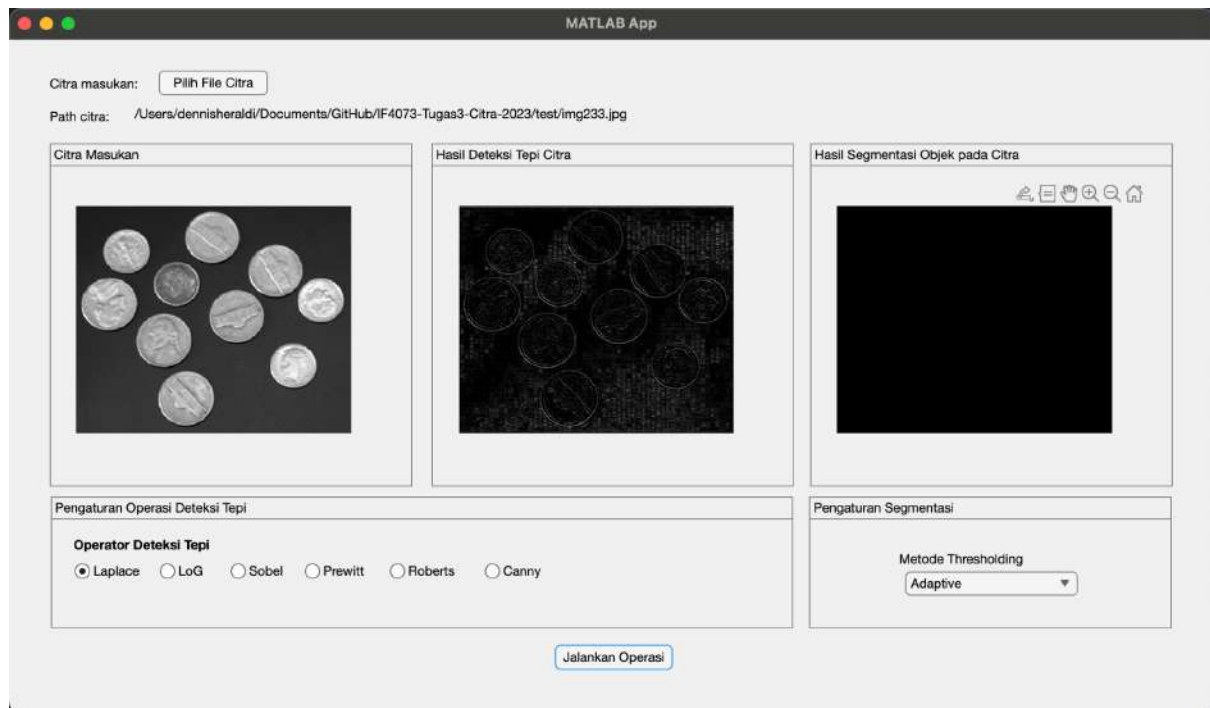 MATLAB App
Citra masukan: Pilih File Citra
Path citra: /Users/dennisheraldi/Documents/GitHub/IF4073-Tugas3-Citra-2023/test/img233.jpg
Citra Masukan
Hasil Deteksi Tepi Citra
Hasil Segmentasi Objek pada Citra
Pengaturan Operasi Deteksi Tepi
Pengaturan Segmentasi
Operator Deteksi Tepi
Laplace LoG Sobel Prewitt Roberts Canny
Metode Thresholding
Adaptive
Jalankan Operasi